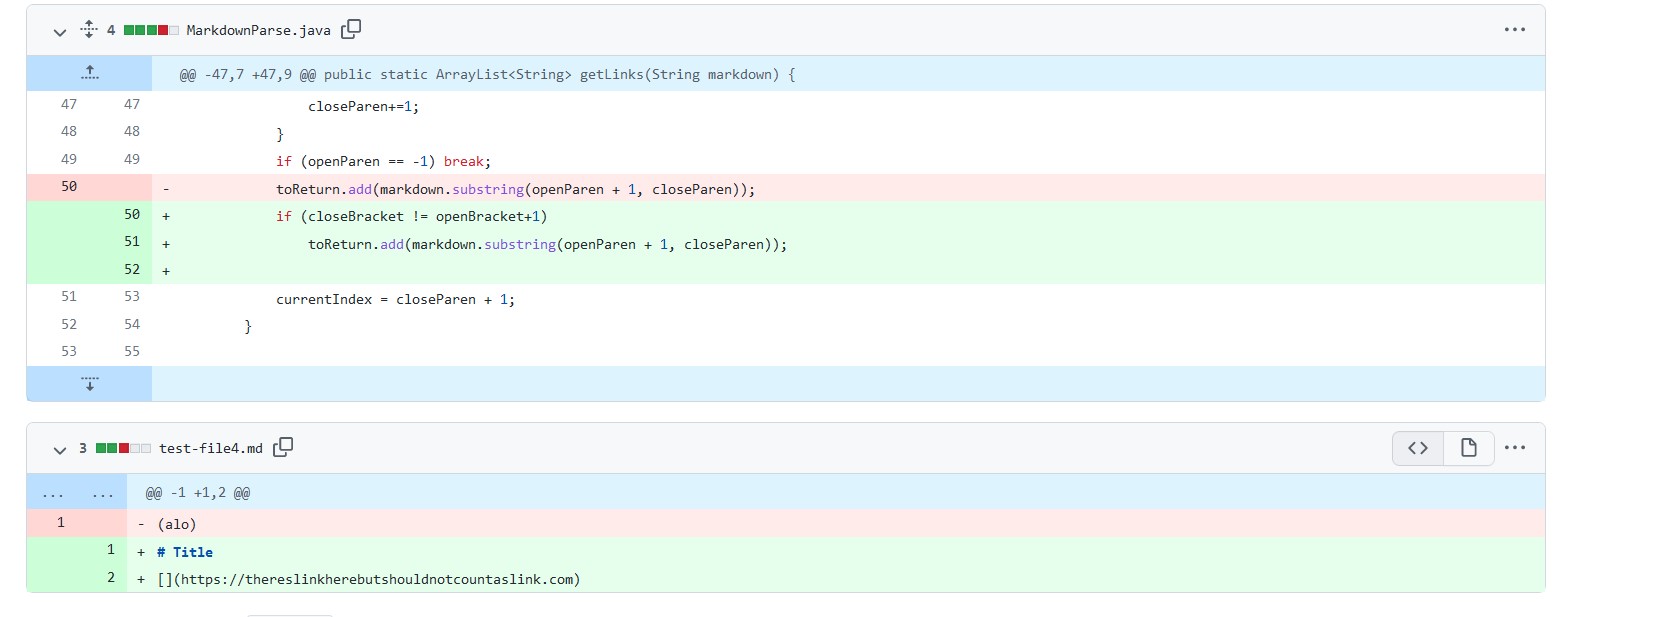 4 MarkdownParse.java
@@ -47,7 +47,9 @@ public static ArrayList<String> getLinks(String markdown) {
47 47 closeParen+=1;
48 48 }
49 49 if (openParen == -1) break;
50 - toReturn.add(markdown.substring(openParen + 1, closeParen));
50 + if (closeBracket != openBracket+1)
51 + toReturn.add(markdown.substring(openParen + 1, closeParen));
52 +
51 53 currentIndex = closeParen + 1;
52 54 }
53 55
3 test-file4.md
... ... @@ -1 +1,2 @@
1 - (alo)
1 + # Title
2 + [](https://thereslinkherebutshouldnotcountaslink.com)